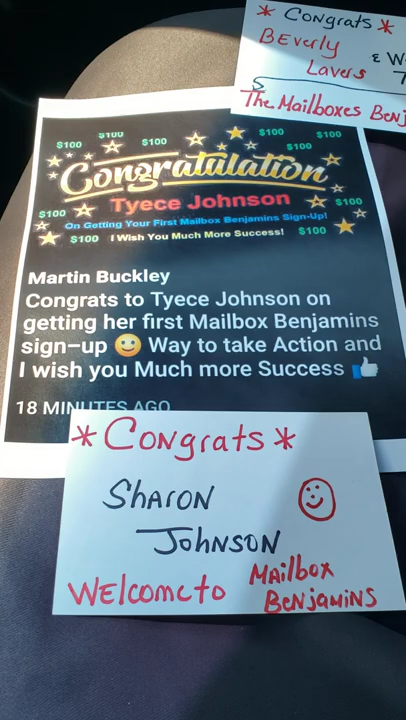 * Congrats *
BEverly
Lavers
& W
The Mailboxes Benj
$100 $100 $100 $100
$100 $100
Congratulation
Tyece Johnson
$100 $100
On Getting Your First Mailbox Benjamins Sign-Up!
$100 I Wish You Much More Success! $100
Martin Buckley
Congrats to Tyece Johnson on
getting her first Mailbox Benjamins
sign-up 😀 Way to take Action and
I wish you Much more Success 👍
18 MINUTES AGO
* Congrats *
SHARON
JOHNSON
WELcome to Mailbox
BENjAMINS